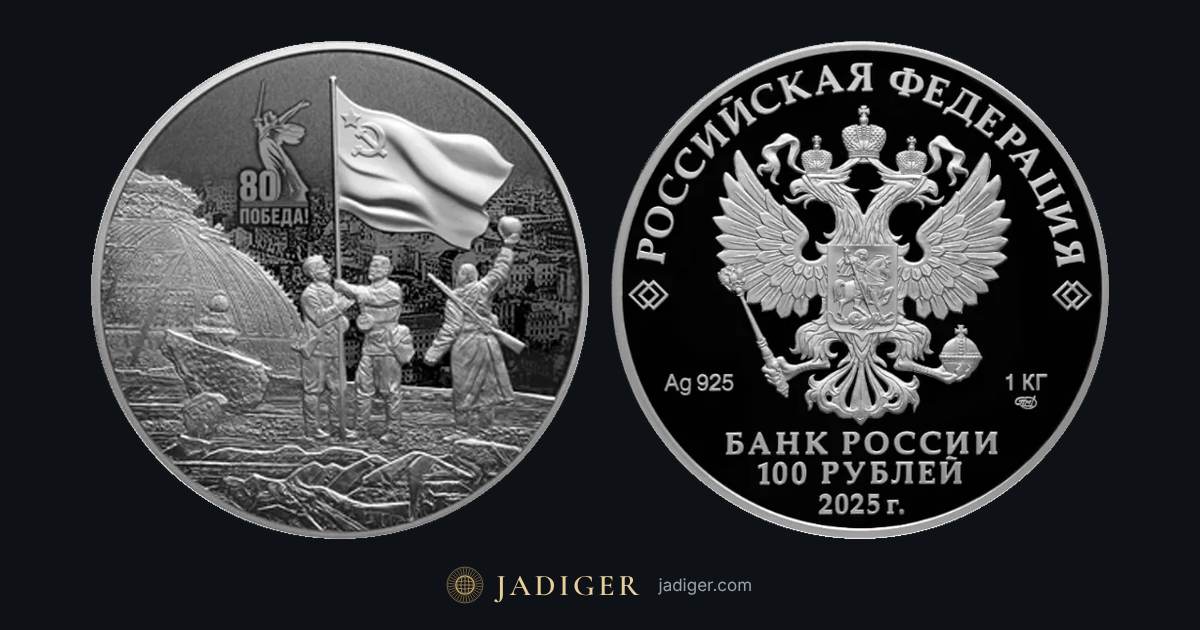 80
ПОБЕДА!
РОССИЙСКАЯ ФЕДЕРАЦИЯ
Ag 925
1 КГ
БАНК РОССИИ
100 РУБЛЕЙ
2025 г.
JADIGER
jadiger.com